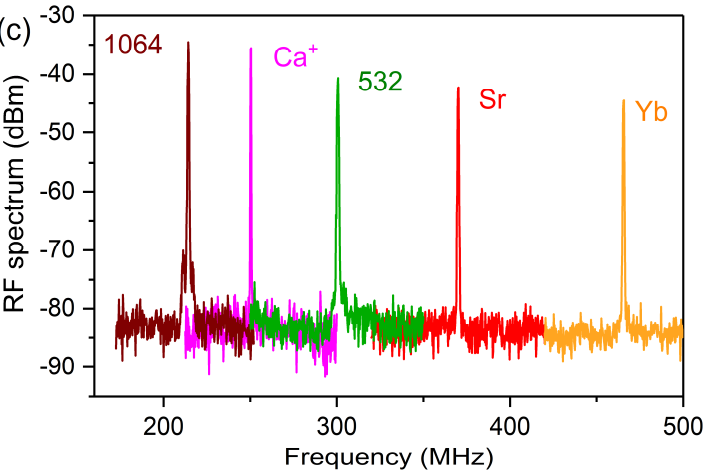 (c)
-30
1064
Ca⁺
-40
532
Sr
Yb
-50
-60
-70
-80
-90
RF spectrum (dBm)
200
300
400
500
Frequency (MHz)